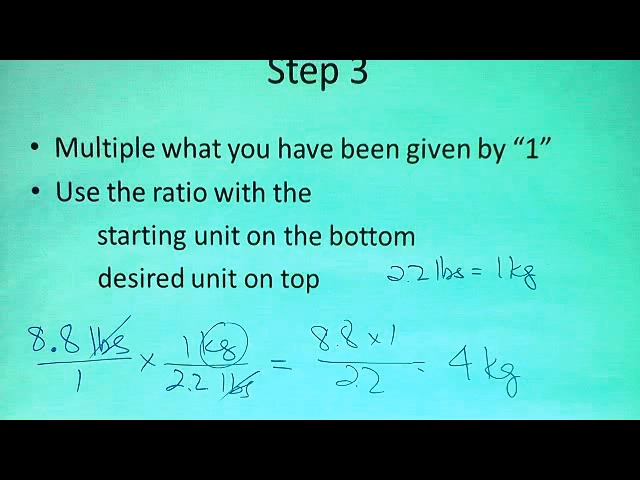 Step 3
• Multiple what you have been given by “1”
• Use the ratio with the
starting unit on the bottom
desired unit on top
2.2 lbs = 1 kg
8.8 lbs / 1 × 1 kg / 2.2 lbs = 8.8 × 1 / 2.2 = 4 kg